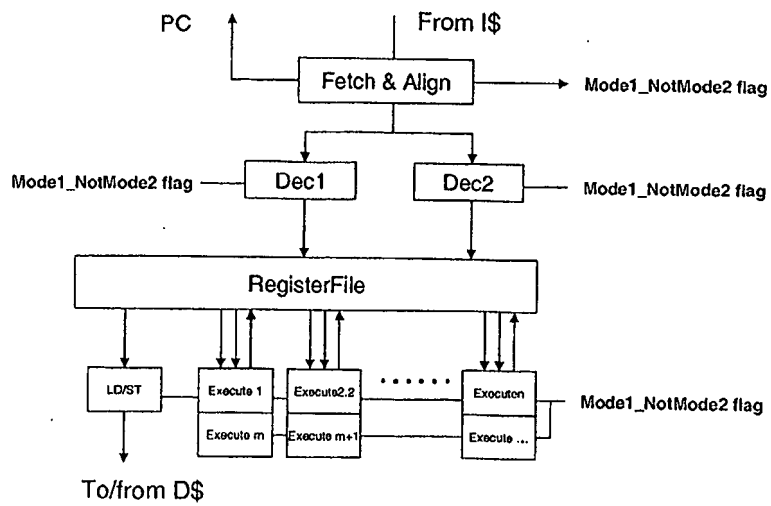 PC
From I$
Fetch & Align
Mode1_NotMode2 flag
Mode1_NotMode2 flag
Dec1
Dec2
Mode1_NotMode2 flag
RegisterFile
LD/ST
Execute 1
Execute2,2
......
Executen
Mode1_NotMode2 flag
Execute m
Execute m+1
Execute ...
To/from D$